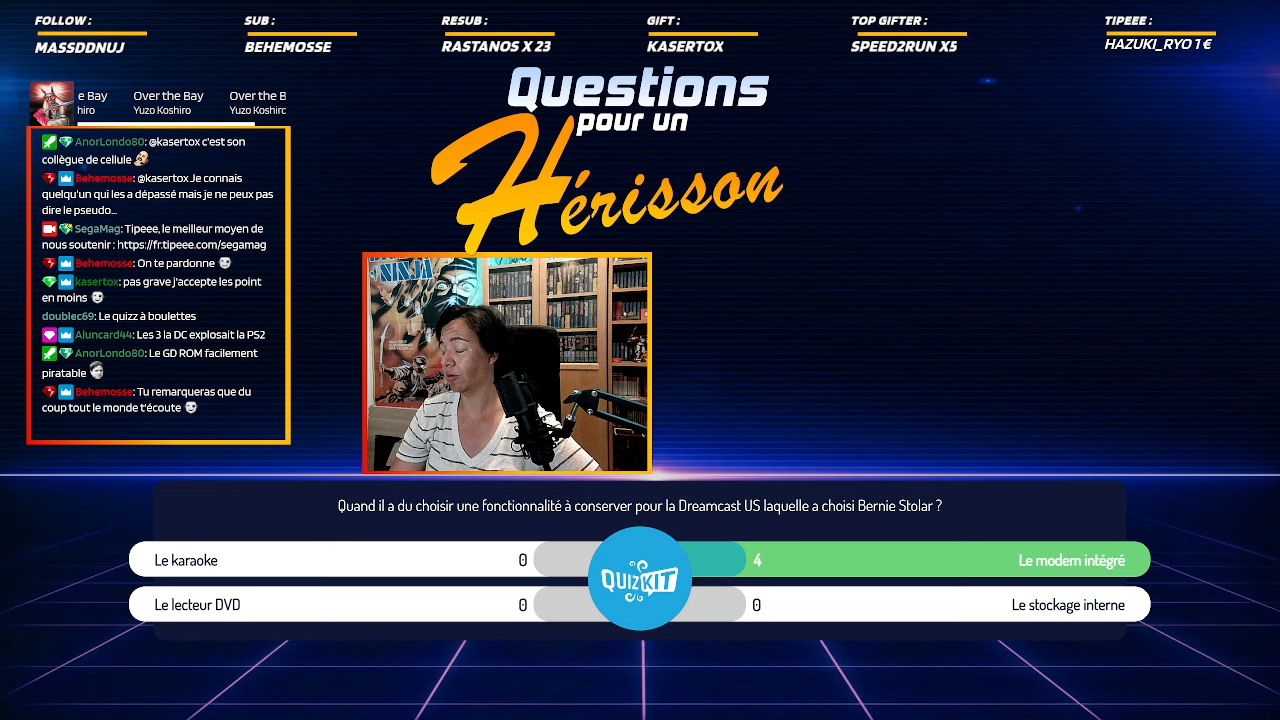 FOLLOW :
MASSDDNUJ
SUB :
BEHEMOSSE
RESUB :
RASTANOS X 23
GIFT :
KASERTOX
TOP GIFTER :
SPEED2RUN X5
TIPEEE :
HAZUKI_RYO 1 €
e Bay Over the Bay Over the B
hiro Yuzo Koshiro Yuzo Koshirc
Questions
pour un
Hérisson
AnorLondo80: @kasertox c'est son
collègue de cellule
Behemosse: @kasertox Je connais
quelqu'un qui les a dépassé mais je ne peux pas
dire le pseudo...
SegaMag: Tipeee, le meilleur moyen de
nous soutenir : https://fr.tipeee.com/segamag
Behemosse: On te pardonne
kasertox: pas grave j'accepte les point
en moins
doublec69: Le quizz à boulettes
Aluncard44: Les 3 la DC explosait la PS2
AnorLondo80: Le GD ROM facilement
piratable
Behemosse: Tu remarqueras que du
coup tout le monde t'écoute
NINJA
Quand il a du choisir une fonctionnalité à conserver pour la Dreamcast US laquelle a choisi Bernie Stolar ?
Le karaoke 0
4 Le modem intégré
QUIZKIT
Le lecteur DVD 0
0 Le stockage interne